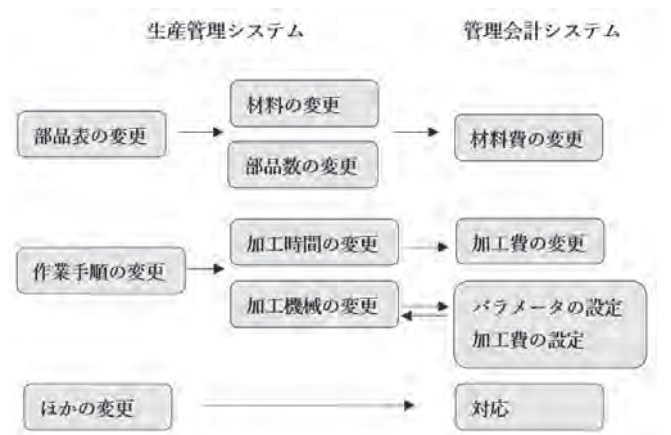 生産管理システム
管理会計システム
部品表の変更
材料の変更
部品数の変更
材料費の変更
作業手順の変更
加工時間の変更
加工機械の変更
加工費の変更
パラメータの設定
加工費の設定
ほかの変更
対応